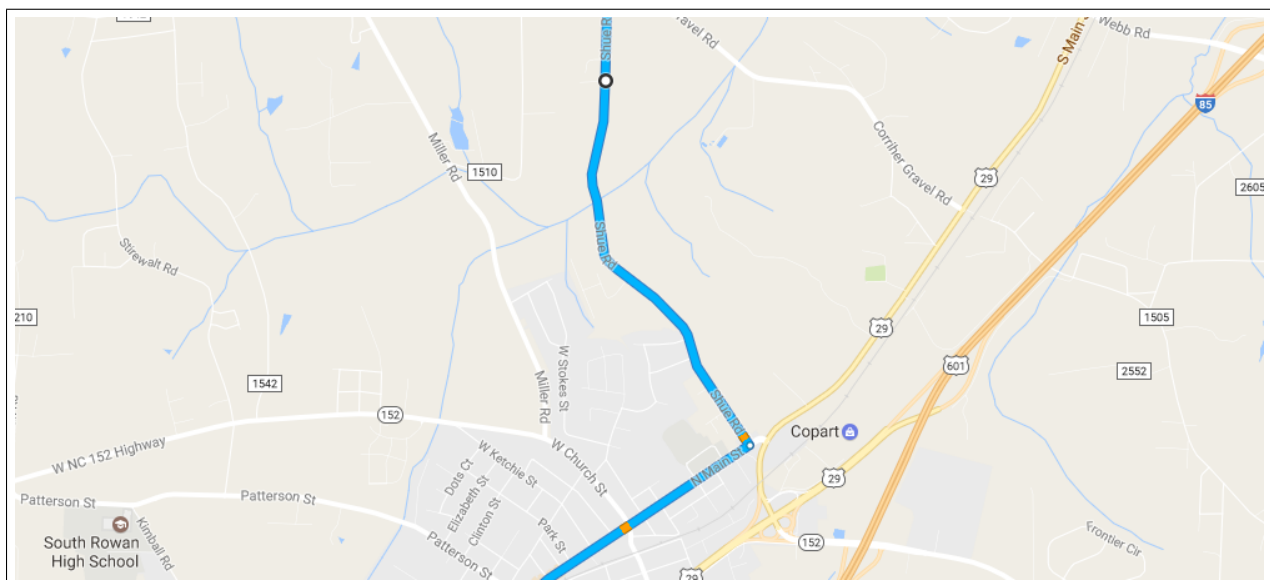 Shue R
avel Rd
Webb Rd
S Main
85
Miller Rd
1510
Corriher Gravel Rd
29
2605
Shue Rd
Stirewalt Rd
210
29
1505
W Stokes St
601
2552
1542
Miller Rd
152
Shue Rd
Copart
W NC 152 Highway
W Church St
N Main St
W Ketchie St
Dots Ct
Elizabeth St
Clinton St
29
Patterson St
Patterson St
Kimball Rd
Park St
Patterson St
152
Frontier Cir
South Rowan
High School
29